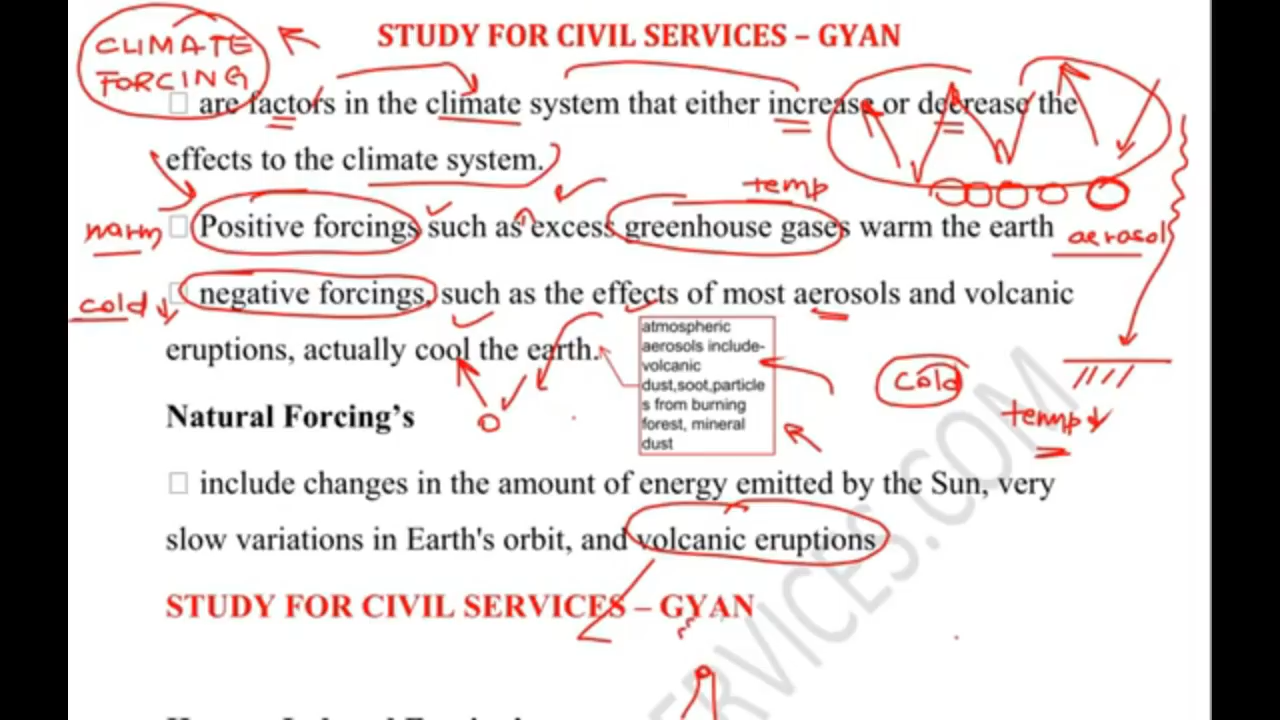 CLIMATE
FORCING
STUDY FOR CIVIL SERVICES – GYAN
are factors in the climate system that either increase or decrease the
effects to the climate system.
temp
warm
Positive forcings such as excess greenhouse gases warm the earth
aerosol
cold
negative forcings, such as the effects of most aerosols and volcanic
eruptions, actually cool the earth.
atmospheric
aerosols include-
volcanic
dust,soot,particle
s from burning
forest, mineral
dust
cold
temp
Natural Forcing's
include changes in the amount of energy emitted by the Sun, very
slow variations in Earth's orbit, and volcanic eruptions
STUDY FOR CIVIL SERVICES – GYAN
SERVICES.COM